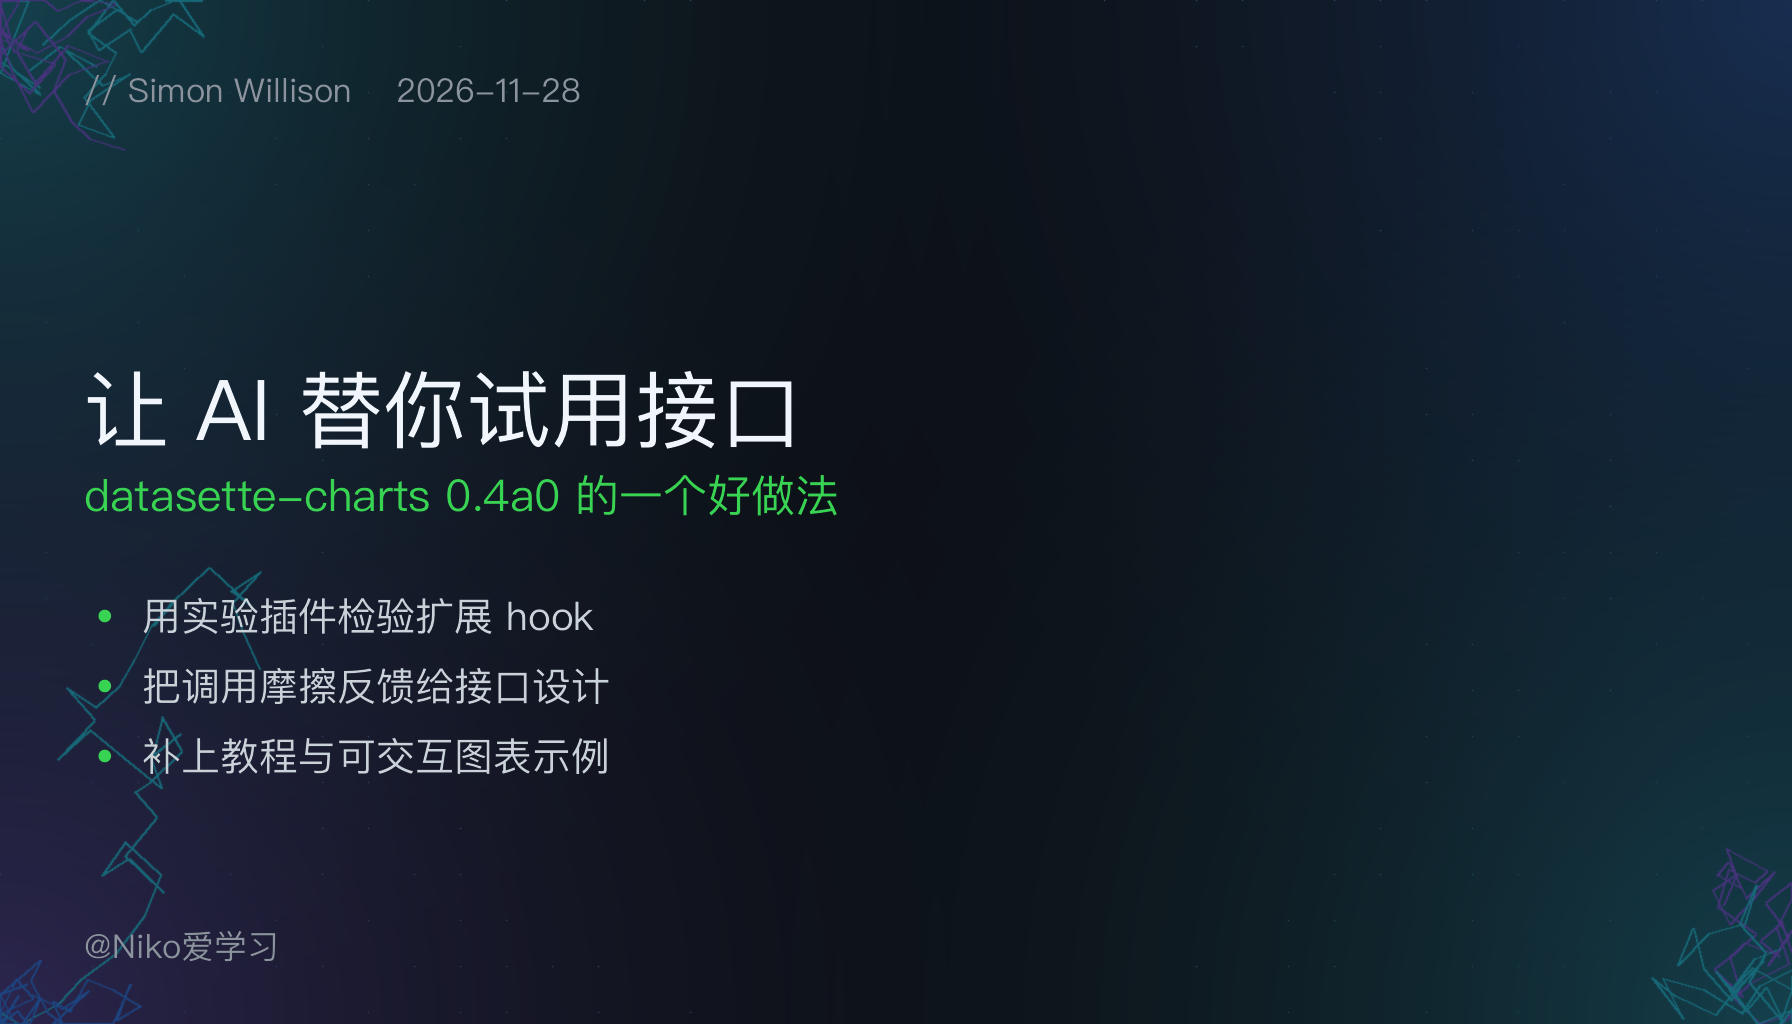 // Simon Willison 2026-11-28
让 AI 替你试用接口
datasette-charts 0.4a0 的一个好做法
• 用实验插件检验扩展 hook
• 把调用摩擦反馈给接口设计
• 补上教程与可交互图表示例
@Niko爱学习